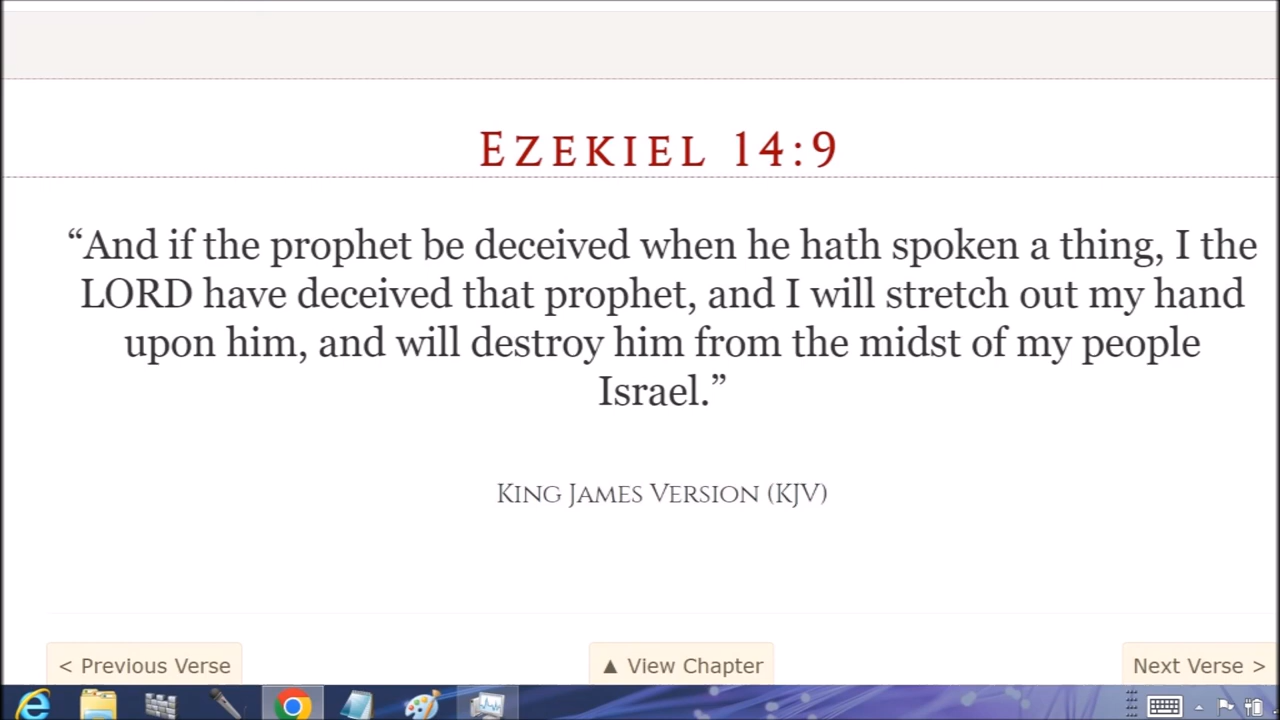 EZEKIEL 14:9
“And if the prophet be deceived when he hath spoken a thing, I the
LORD have deceived that prophet, and I will stretch out my hand
upon him, and will destroy him from the midst of my people
Israel.”
KING JAMES VERSION (KJV)
< Previous Verse ▲ View Chapter Next Verse >